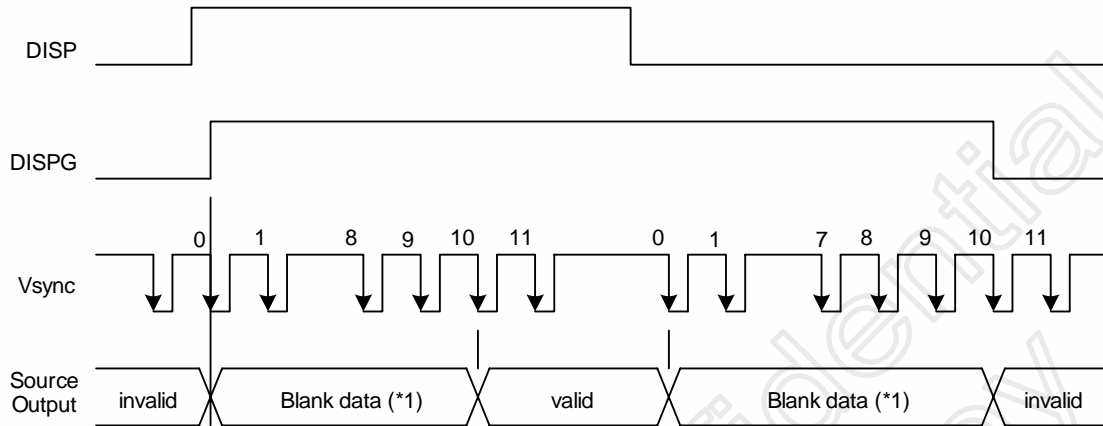 DISP
DISPG
0 1 8 9 10 11 0 1 7 8 9 10 11
Vsync
Source
Output
invalid Blank data (*1) valid Blank data (*1) invalid